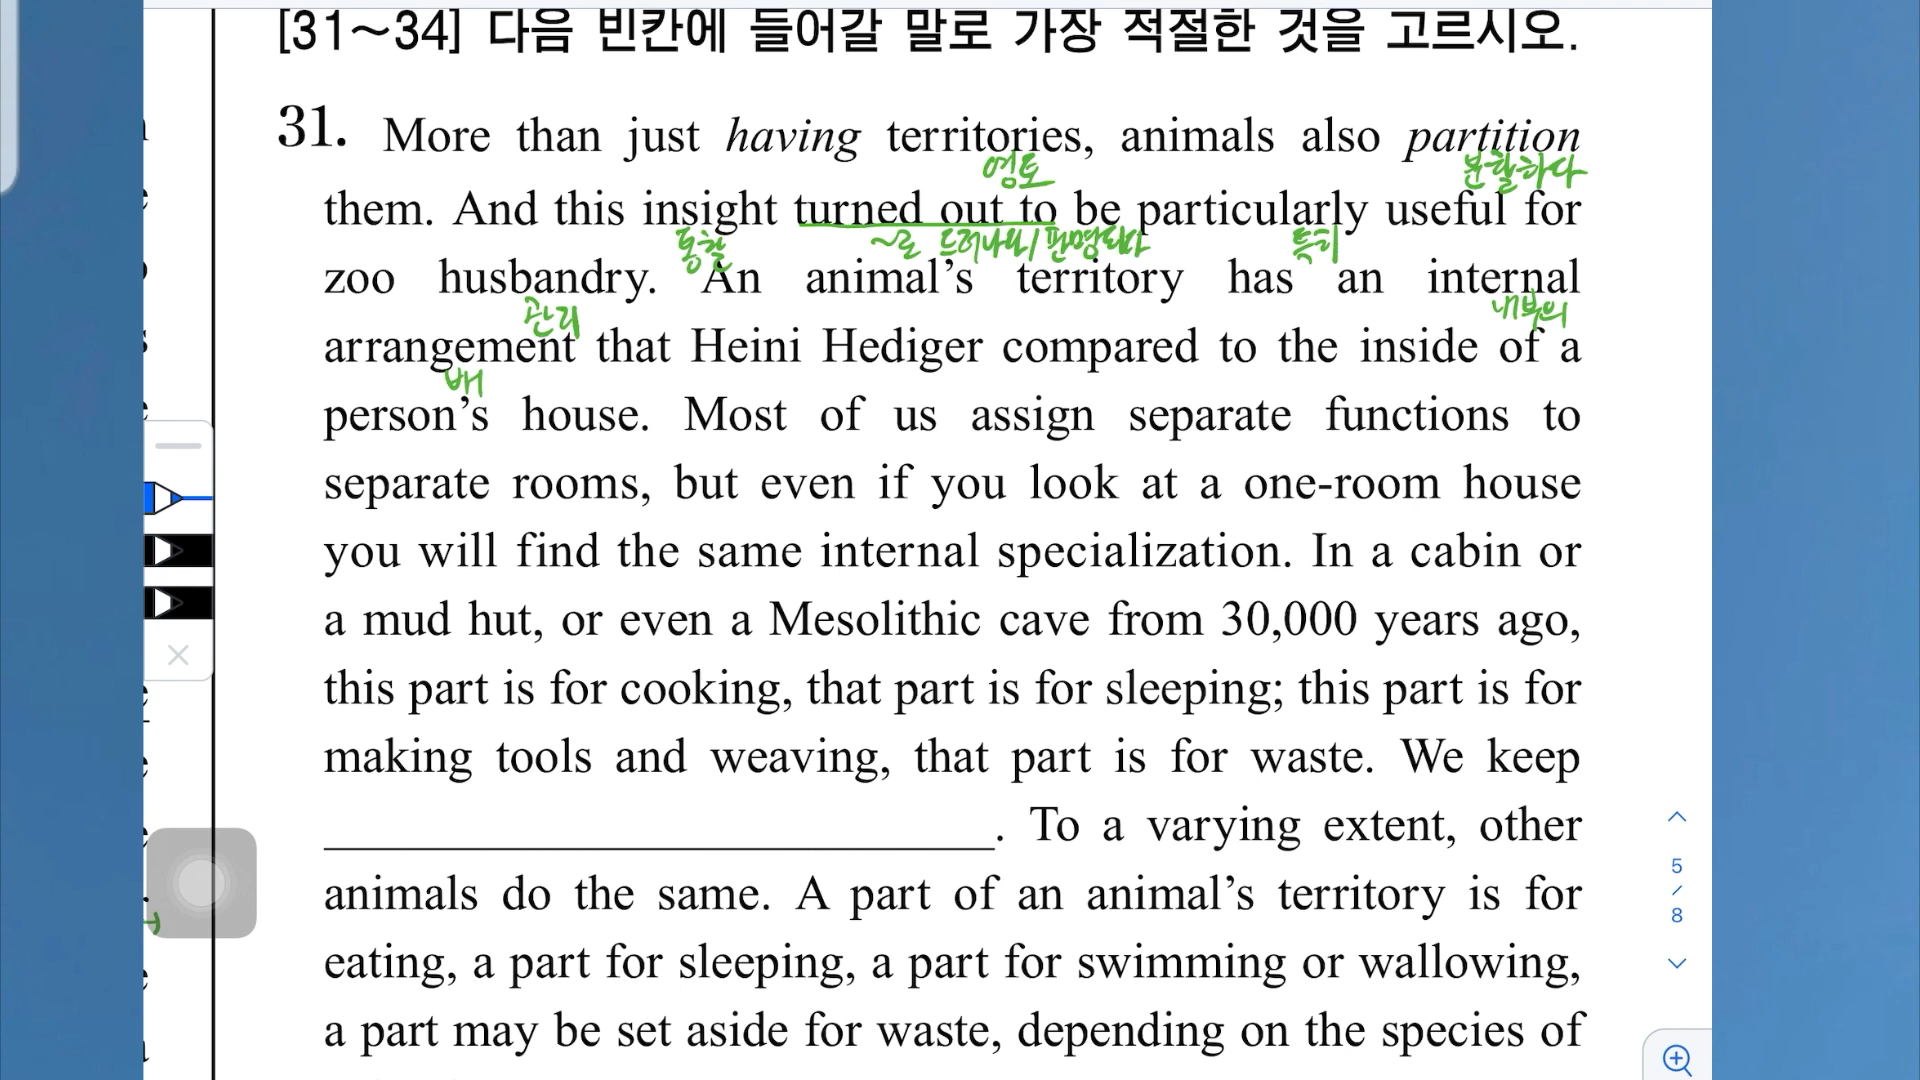 [31～34] 다음 빈칸에 들어갈 말로 가장 적절한 것을 고르시오.
31. More than just having territories, animals also partition
영토 분할하다
them. And this insight turned out to be particularly useful for
통찰 ~로 드러나다/판명되다 특히
zoo husbandry. An animal's territory has an internal
관리 내부의
arrangement that Heini Hediger compared to the inside of a
배
person's house. Most of us assign separate functions to
separate rooms, but even if you look at a one-room house
you will find the same internal specialization. In a cabin or
a mud hut, or even a Mesolithic cave from 30,000 years ago,
this part is for cooking, that part is for sleeping; this part is for
making tools and weaving, that part is for waste. We keep
. To a varying extent, other
animals do the same. A part of an animal's territory is for
eating, a part for sleeping, a part for swimming or wallowing,
a part may be set aside for waste, depending on the species of
5
/
8